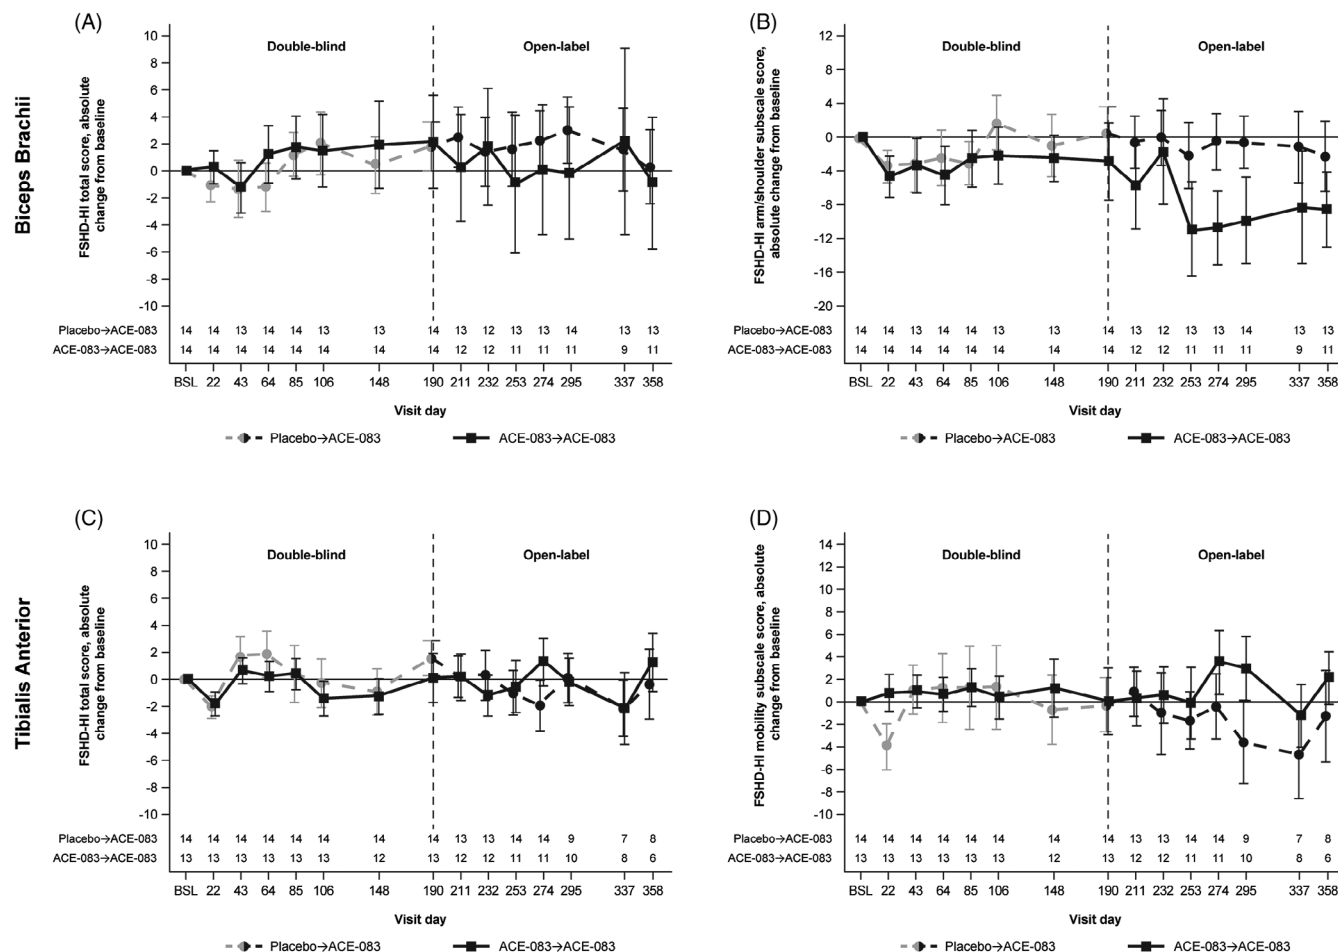 (A)
Biceps Brachii
FSHD-HI total score, absolute
change from baseline
10
8
6
4
2
0
-2
-4
-6
-8
-10
Double-blind
Open-label
Placebo→ACE-083 14 14 13 14 14 13 13 14 13 12 13 13 14 13 13
ACE-083→ACE-083 14 14 14 14 14 14 14 14 12 12 11 11 11 9 11
BSL 22 43 64 85 106 148 190 211 232 253 274 295 337 358
Visit day
Placebo→ACE-083 ACE-083→ACE-083
(B)
FSHD-HI arm/shoulder subscale score,
absolute change from baseline
12
8
4
0
-4
-8
-12
-16
-20
Double-blind
Open-label
Placebo→ACE-083 14 14 13 14 14 13 13 14 13 12 13 13 14 13 13
ACE-083→ACE-083 14 14 14 14 14 14 14 14 12 12 11 11 11 9 11
BSL 22 43 64 85 106 148 190 211 232 253 274 295 337 358
Visit day
Placebo→ACE-083 ACE-083→ACE-083
(C)
Tibialis Anterior
FSHD-HI total score, absolute
change from baseline
10
8
6
4
2
0
-2
-4
-6
-8
-10
Double-blind
Open-label
Placebo→ACE-083 14 14 14 14 14 14 14 14 13 13 14 14 9 7 8
ACE-083→ACE-083 13 13 13 13 13 13 12 13 12 12 11 11 10 8 6
BSL 22 43 64 85 106 148 190 211 232 253 274 295 337 358
Visit day
Placebo→ACE-083 ACE-083→ACE-083
(D)
FSHD-HI mobility subscale score, absolute
change from baseline
14
12
10
8
6
4
2
0
-2
-4
-6
-8
-10
Double-blind
Open-label
Placebo→ACE-083 14 14 14 14 14 14 14 14 13 13 14 14 9 7 8
ACE-083→ACE-083 13 13 13 13 13 13 12 13 12 12 11 11 10 8 6
BSL 22 43 64 85 106 148 190 211 232 253 274 295 337 358
Visit day
Placebo→ACE-083 ACE-083→ACE-083